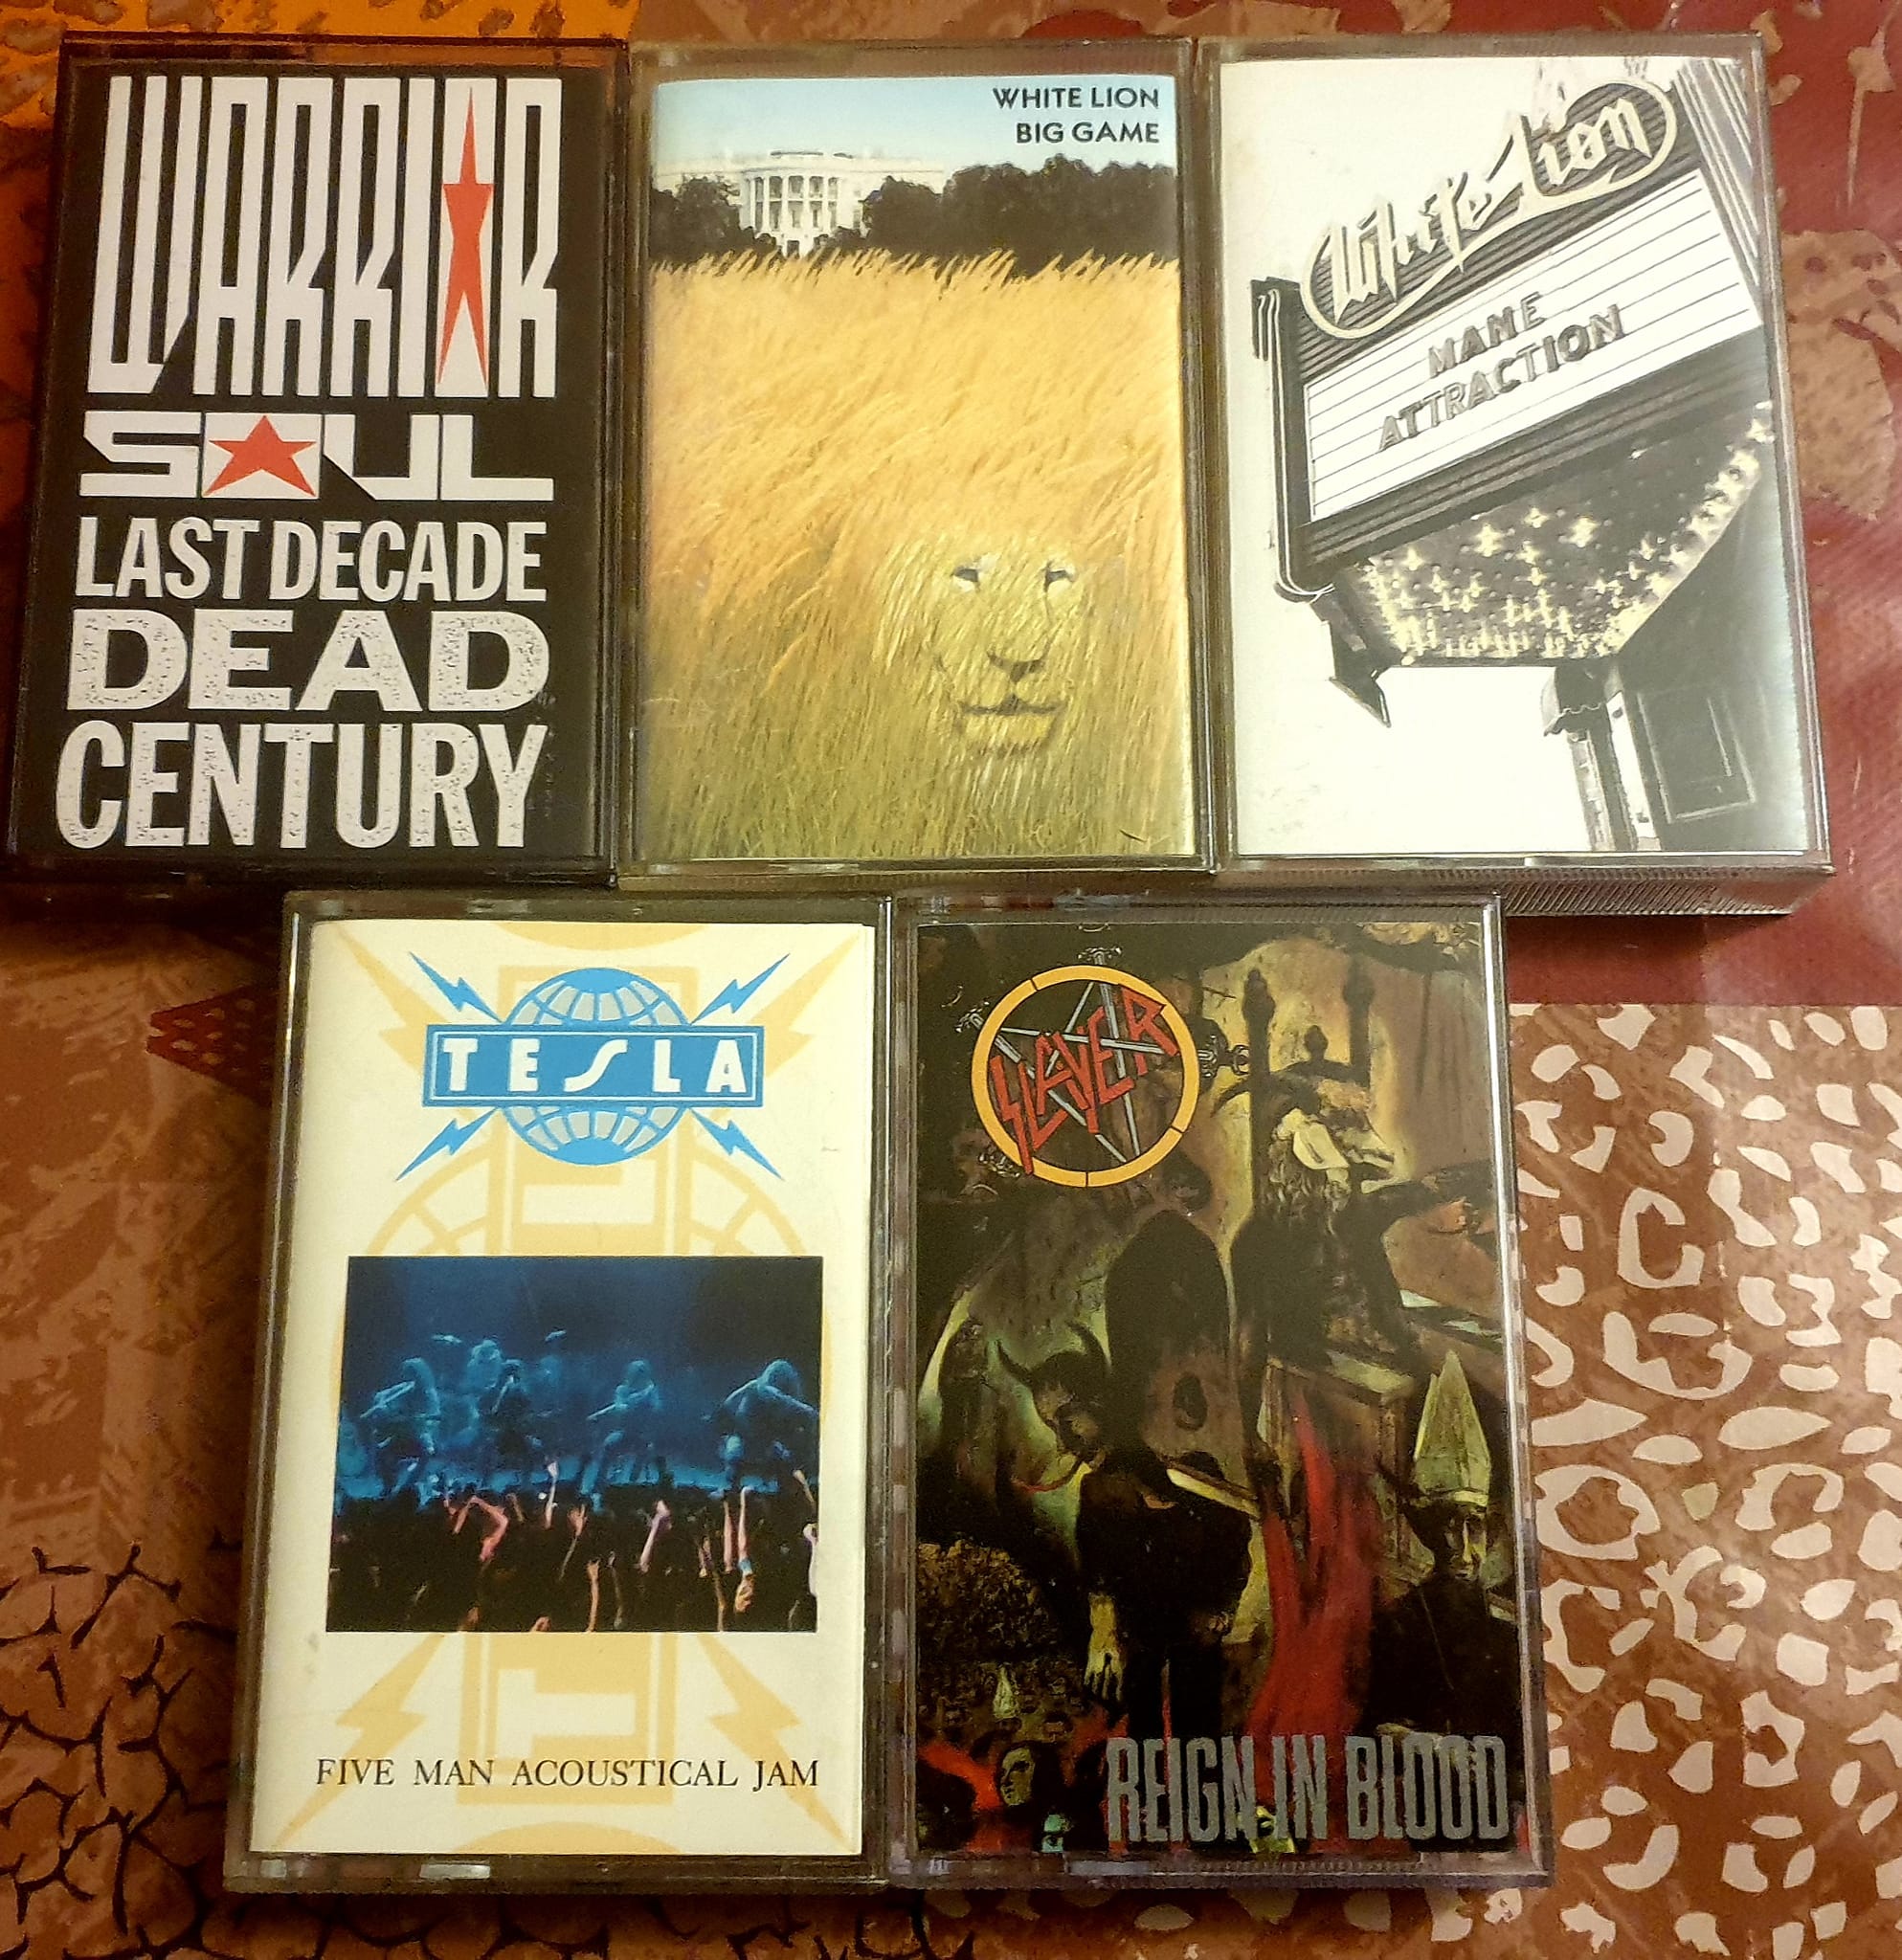 WARRIOR
SOUL
LAST DECADE
DEAD
CENTURY
WHITE LION
BIG GAME
White Lion
MANE
ATTRACTION
TESLA
FIVE MAN ACOUSTICAL JAM
SLAYER
REIGN IN BLOOD